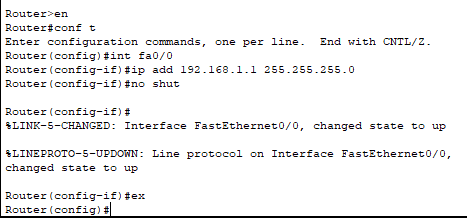 Router>en
Router#conf t
Enter configuration commands, one per line.  End with CNTL/Z.
Router(config)#int fa0/0
Router(config-if)#ip add 192.168.1.1 255.255.255.0
Router(config-if)#no shut
Router(config-if)#
%LINK-5-CHANGED: Interface FastEthernet0/0, changed state to up
%LINEPROTO-5-UPDOWN: Line protocol on Interface FastEthernet0/0,
changed state to up
Router(config-if)#ex
Router(config)#